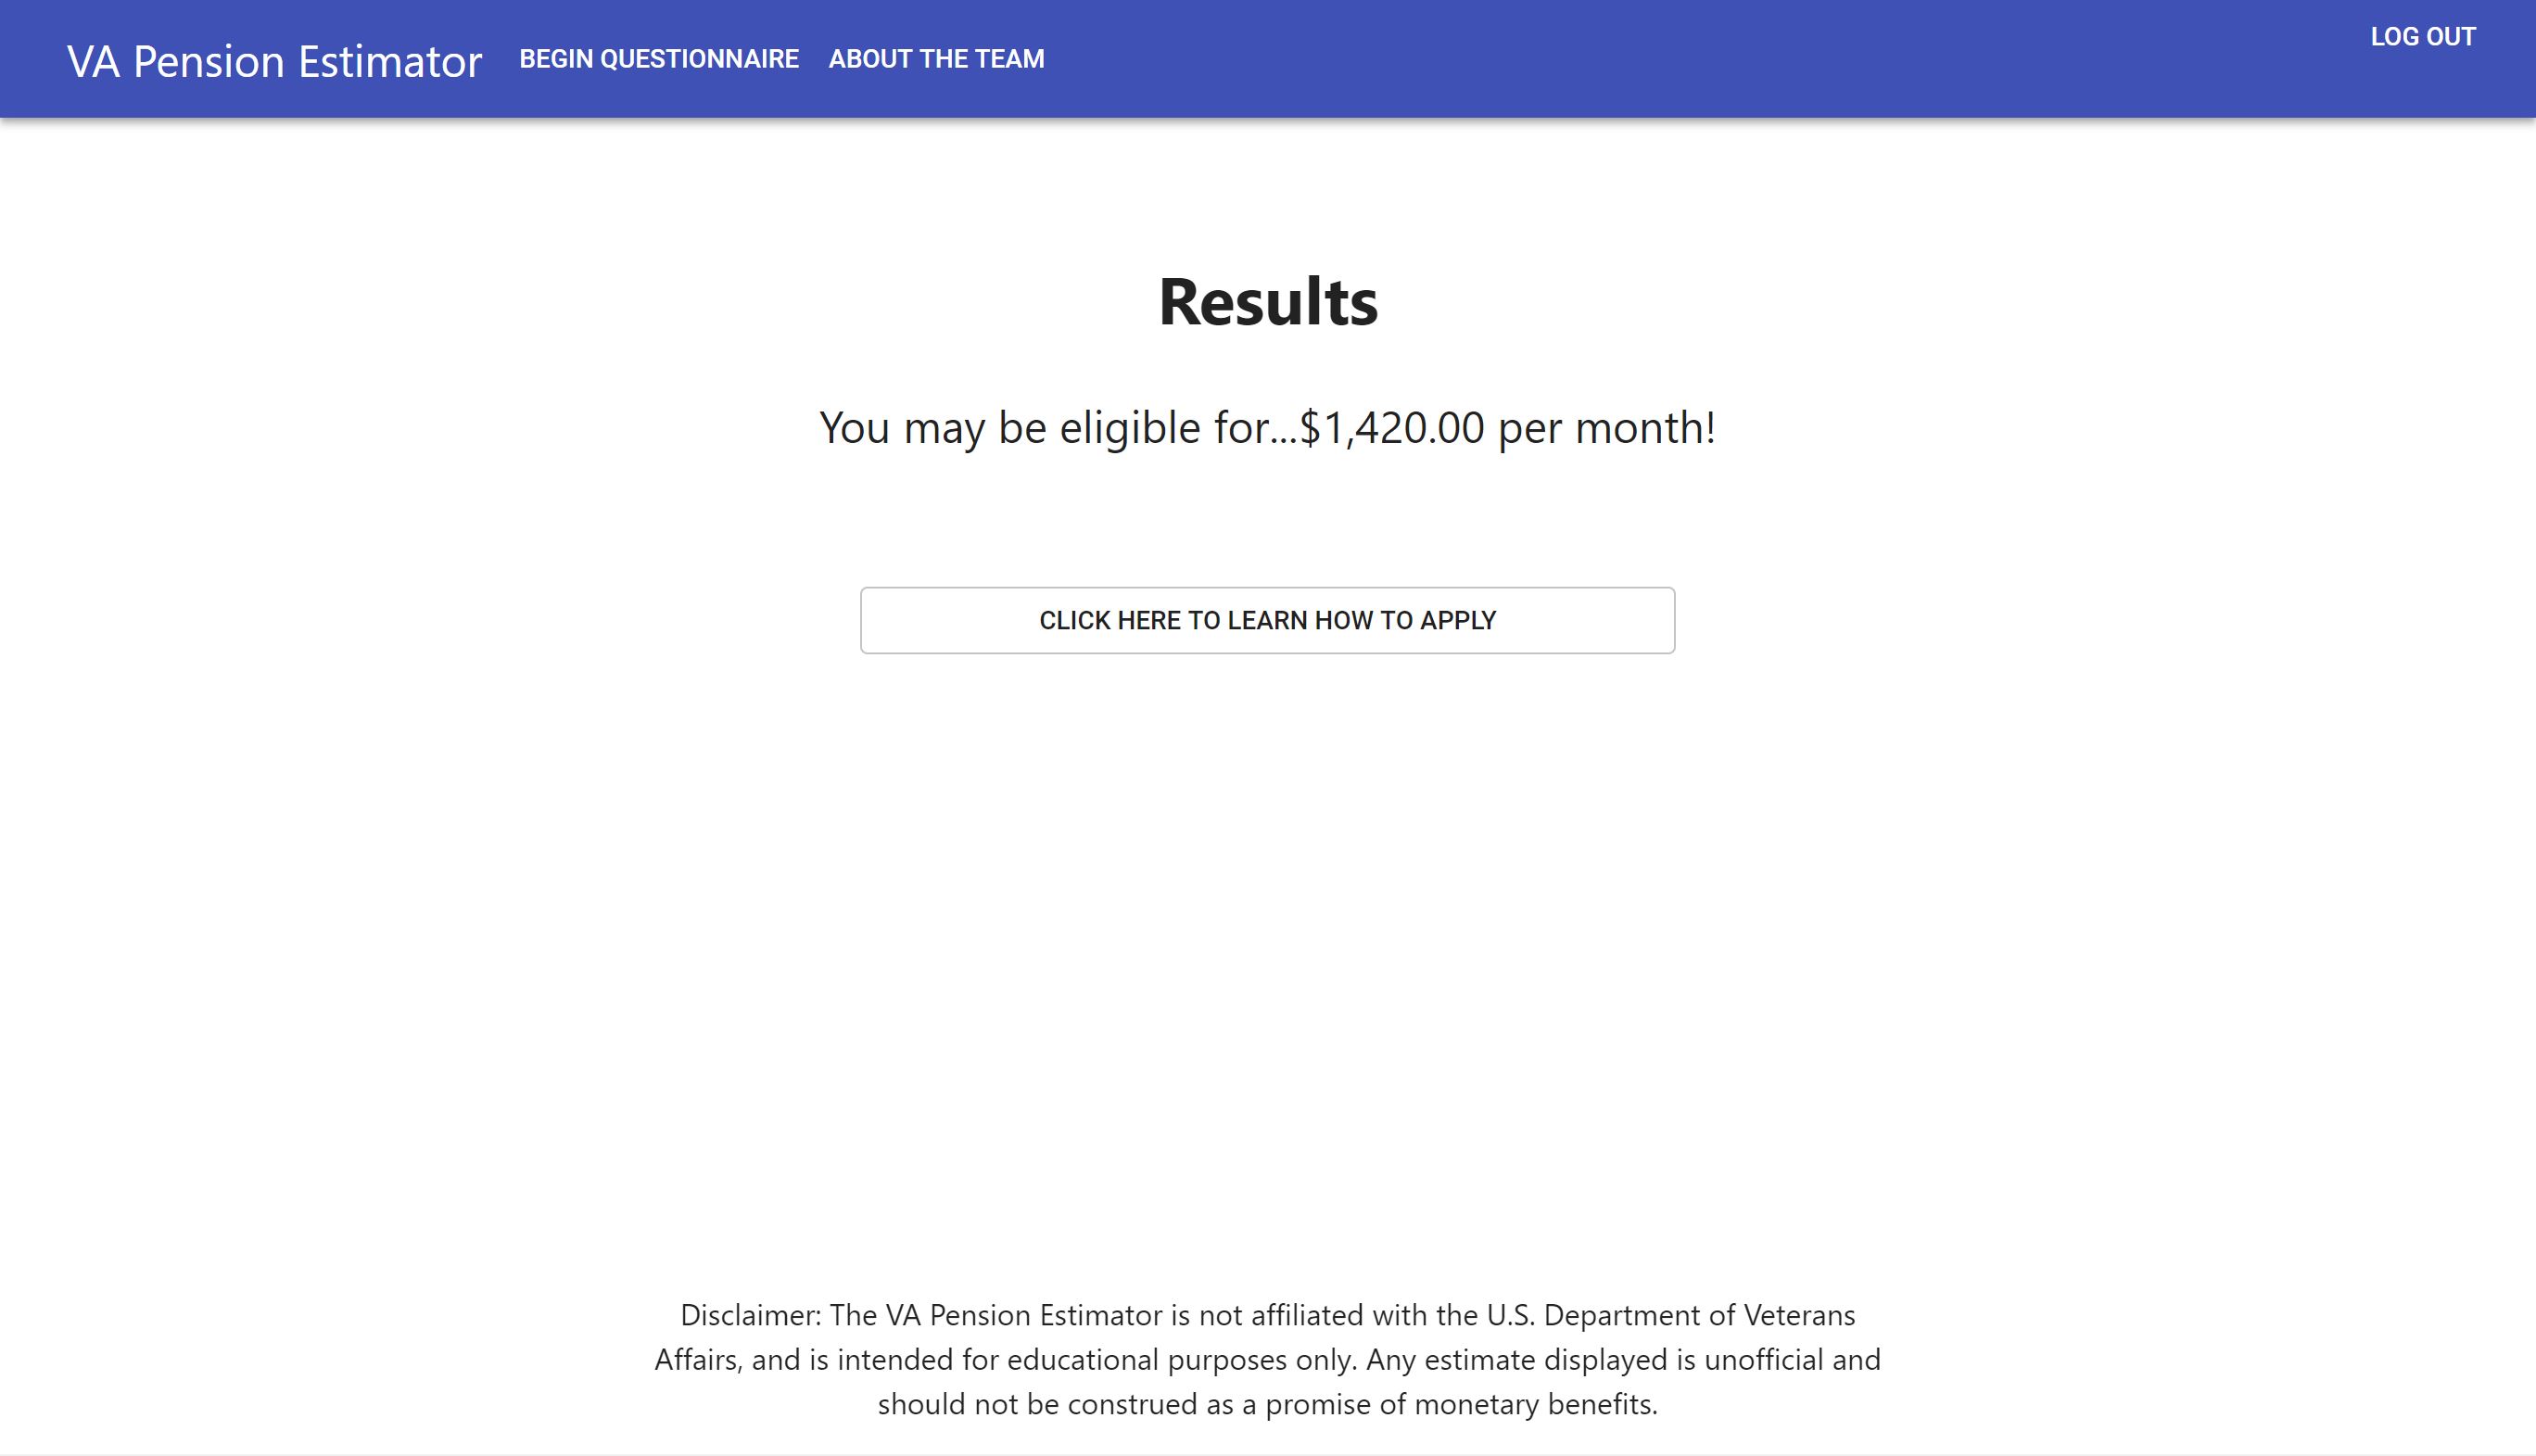 VA Pension Estimator BEGIN QUESTIONNAIRE ABOUT THE TEAM LOG OUT
Results
You may be eligible for...$1,420.00 per month!
CLICK HERE TO LEARN HOW TO APPLY
Disclaimer: The VA Pension Estimator is not affiliated with the U.S. Department of Veterans
Affairs, and is intended for educational purposes only. Any estimate displayed is unofficial and
should not be construed as a promise of monetary benefits.